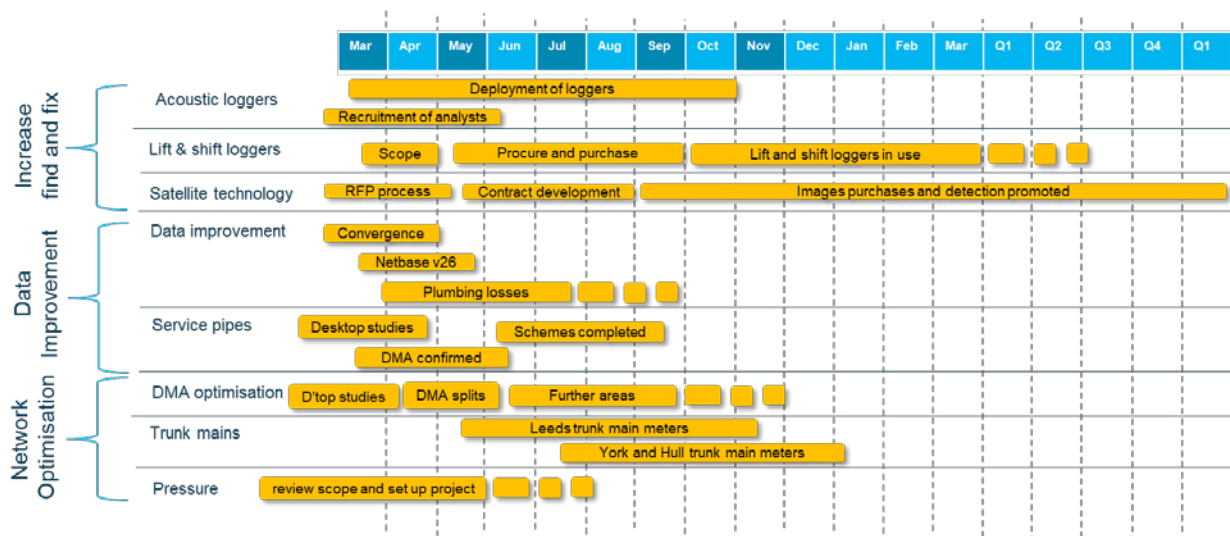 Mar Apr May Jun Jul Aug Sep Oct Nov Dec Jan Feb Mar Q1 Q2 Q3 Q4 Q1
Increase
find and fix
Acoustic loggers
Deployment of loggers
Recruitment of analysts
Lift & shift loggers
Scope
Procure and purchase
Lift and shift loggers in use
Satellite technology
RFP process
Contract development
Images purchases and detection promoted
Data
Improvement
Data improvement
Convergence
Netbase v26
Plumbing losses
Service pipes
Desktop studies
Schemes completed
DMA confirmed
Network
Optimisation
DMA optimisation
D'top studies
DMA splits
Further areas
Trunk mains
Leeds trunk main meters
York and Hull trunk main meters
Pressure
review scope and set up project